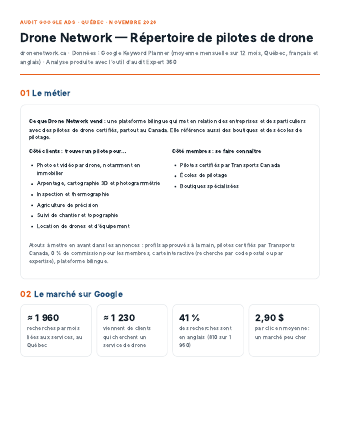 AUDIT GOOGLE ADS · QUÉBEC · NOVEMBRE 2026
Drone Network — Répertoire de pilotes de drone
dronenetwork.ca · Données : Google Keyword Planner (moyenne mensuelle sur 12 mois, Québec, français et
anglais) · Analyse produite avec l'outil d'audit Expert 360
01 Le métier
Ce que Drone Network vend : une plateforme bilingue qui met en relation des entreprises et des particuliers
avec des pilotes de drone certifiés, partout au Canada. Elle référence aussi des boutiques et des écoles de
pilotage.
Côté clients : trouver un pilote pour…
• Photo et vidéo par drone, notamment en
immobilier
• Arpentage, cartographie 3D et photogrammétrie
• Inspection et thermographie
• Agriculture de précision
• Suivi de chantier et topographie
• Location de drones et d'équipement
Côté membres : se faire connaître
• Pilotes certifiés par Transports Canada
• Écoles de pilotage
• Boutiques spécialisées
Atouts à mettre en avant dans les annonces : profils approuvés à la main, pilotes certifiés par Transports
Canada, 0 % de commission pour les membres, carte interactive (recherche par code postal ou par
expertise), plateforme bilingue.
02 Le marché sur Google
≈ 1 960
recherches par mois
liées aux services, au
Québec
≈ 1 230
viennent de clients
qui cherchent un
service de drone
41 %
des recherches sont
en anglais (810 sur 1
960)
2,90 $
par clic en moyenne :
un marché peu cher